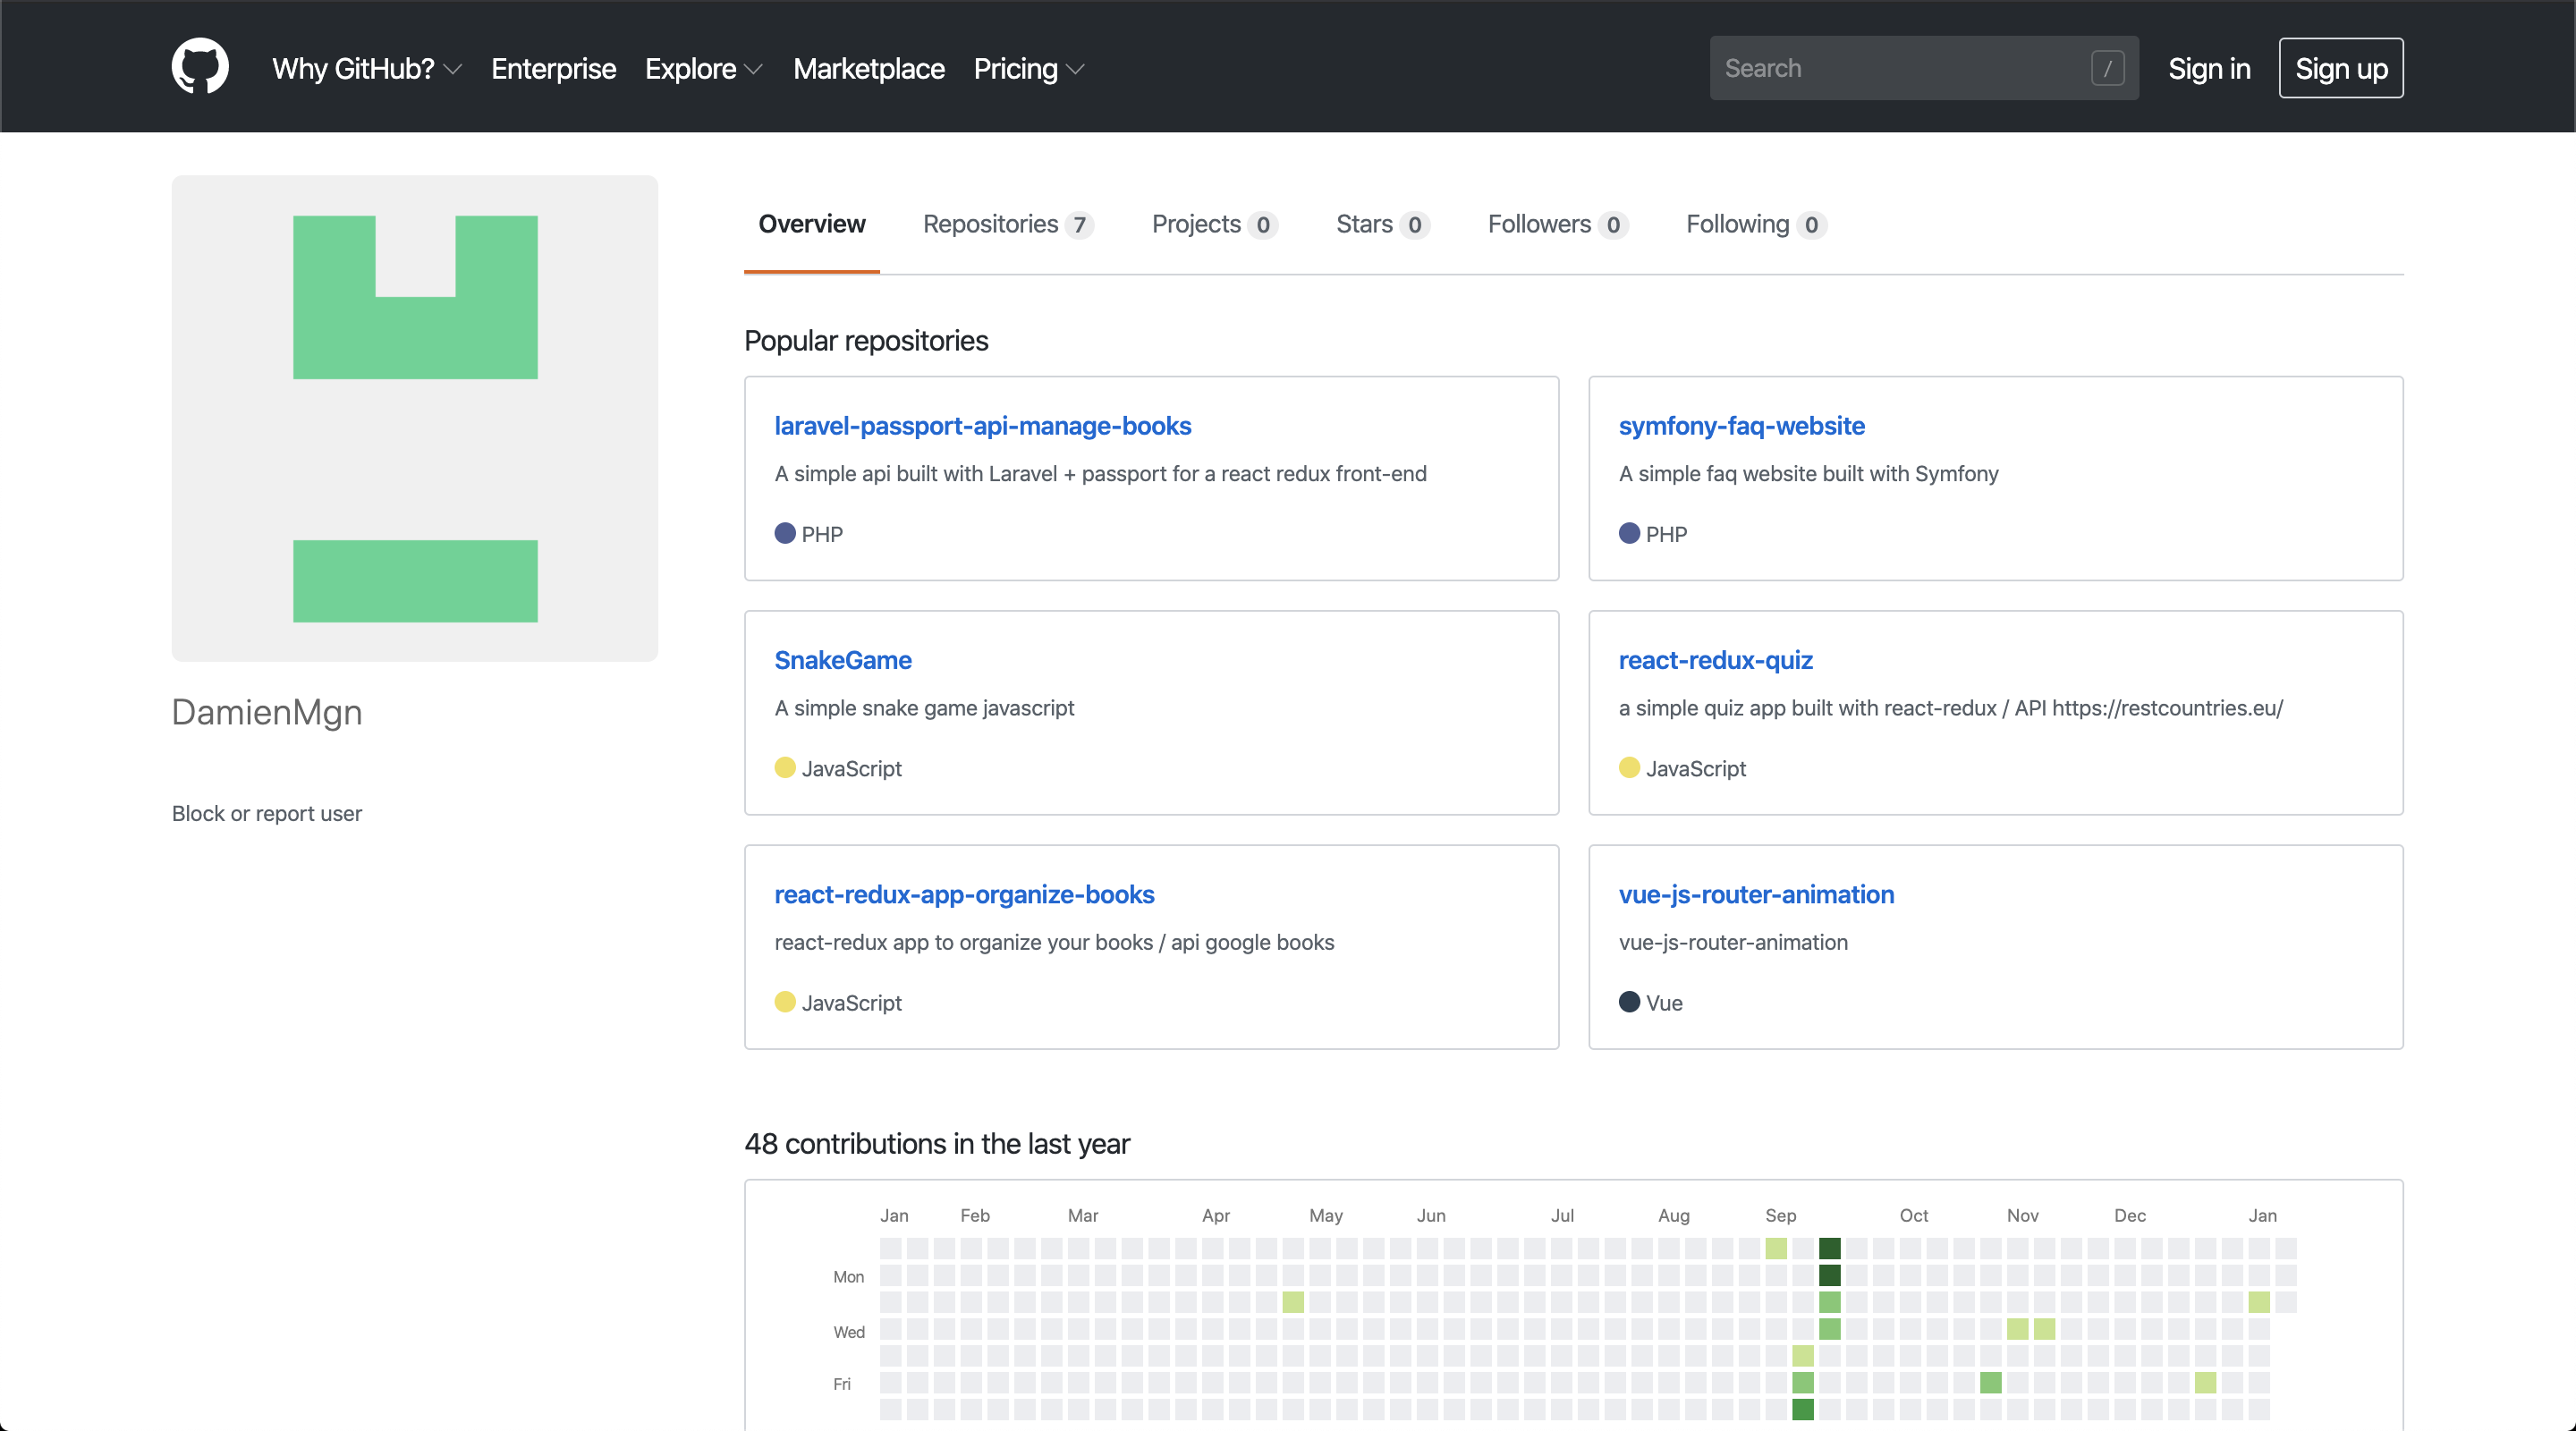 Why GitHub? Enterprise Explore Marketplace Pricing Search / Sign in Sign up
Overview Repositories 7 Projects 0 Stars 0 Followers 0 Following 0
Popular repositories
laravel-passport-api-manage-books
A simple api built with Laravel + passport for a react redux front-end
PHP
symfony-faq-website
A simple faq website built with Symfony
PHP
SnakeGame
A simple snake game javascript
JavaScript
react-redux-quiz
a simple quiz app built with react-redux / API https://restcountries.eu/
JavaScript
react-redux-app-organize-books
react-redux app to organize your books / api google books
JavaScript
vue-js-router-animation
vue-js-router-animation
Vue
DamienMgn
Block or report user
48 contributions in the last year
Jan Feb Mar Apr May Jun Jul Aug Sep Oct Nov Dec Jan
Mon
Wed
Fri